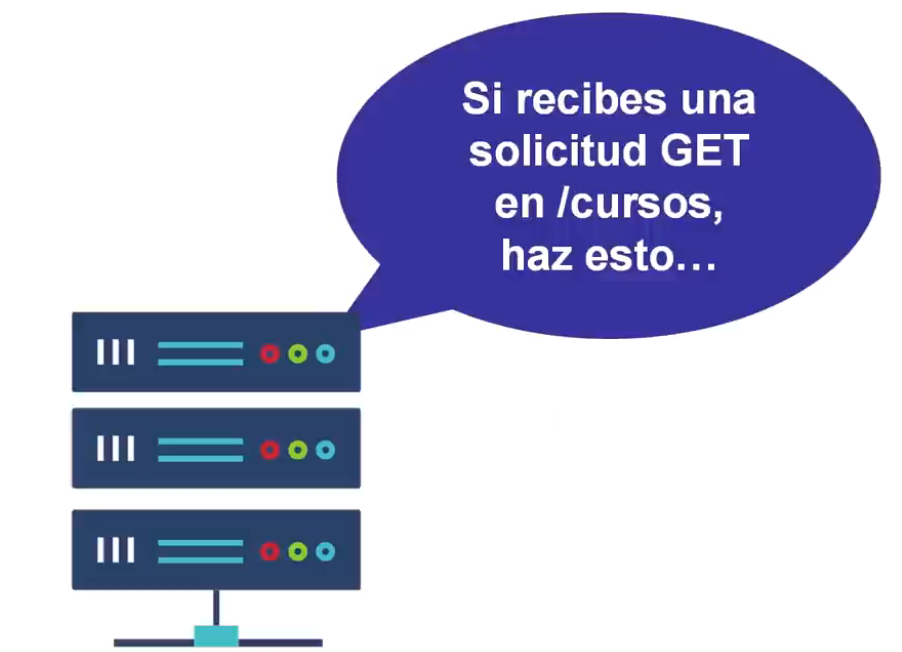 Si recibes una
solicitud GET
en /cursos,
haz esto...